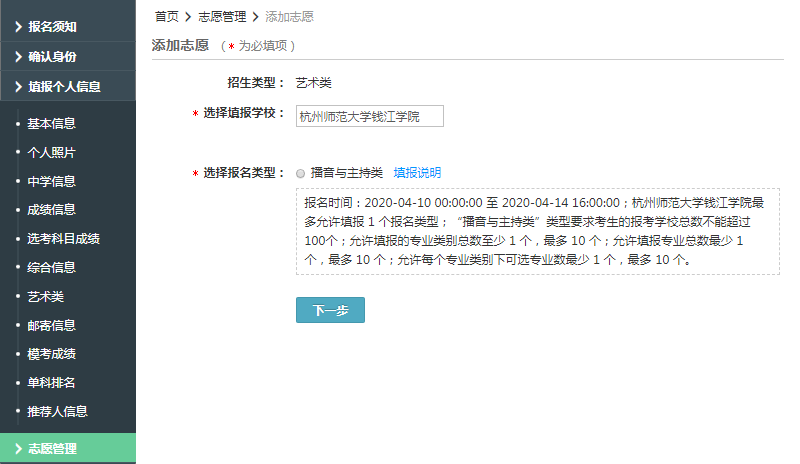 报名须知
确认身份
填报个人信息
基本信息
个人照片
中学信息
成绩信息
选考科目成绩
综合信息
艺术类
邮寄信息
模考成绩
单科排名
推荐人信息
志愿管理
首页 > 志愿管理 > 添加志愿
添加志愿 (* 为必填项)
招生类型： 艺术类
* 选择填报学校： 杭州师范大学钱江学院
* 选择报名类型： 播音与主持类 填报说明
报名时间：2020-04-10 00:00:00 至 2020-04-14 16:00:00；杭州师范大学钱江学院最
多允许填报 1 个报名类型；“播音与主持类”类型要求考生的报考学校总数不能超过
100个；允许填报的专业类别总数至少 1 个，最多 10 个；允许填报专业总数最少 1
个，最多 10 个；允许每个专业类别下可选专业数最少 1 个，最多 10 个。
下一步